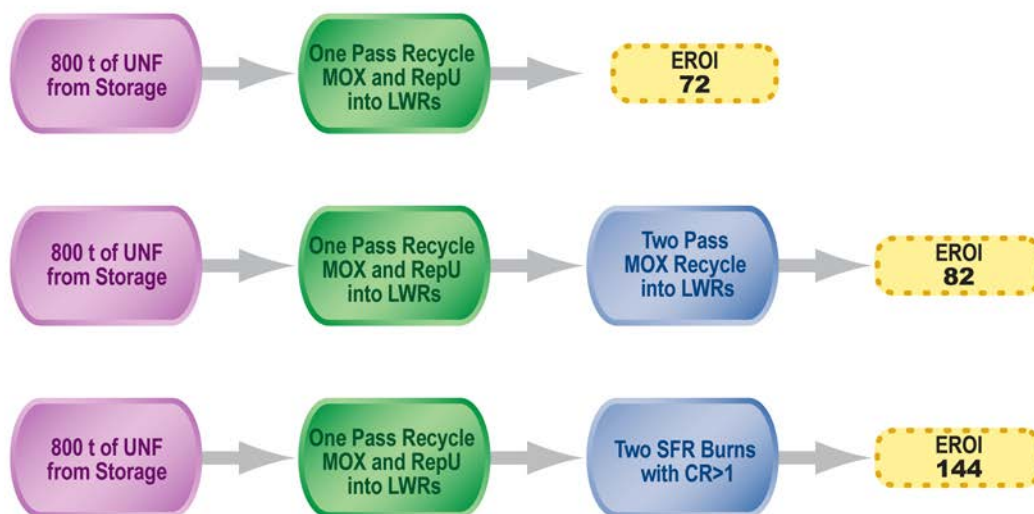 800 t of UNF
from Storage
One Pass Recycle
MOX and RepU
into LWRs
EROI
72
800 t of UNF
from Storage
One Pass Recycle
MOX and RepU
into LWRs
Two Pass
MOX Recycle
into LWRs
EROI
82
800 t of UNF
from Storage
One Pass Recycle
MOX and RepU
into LWRs
Two SFR Burns
with CR>1
EROI
144